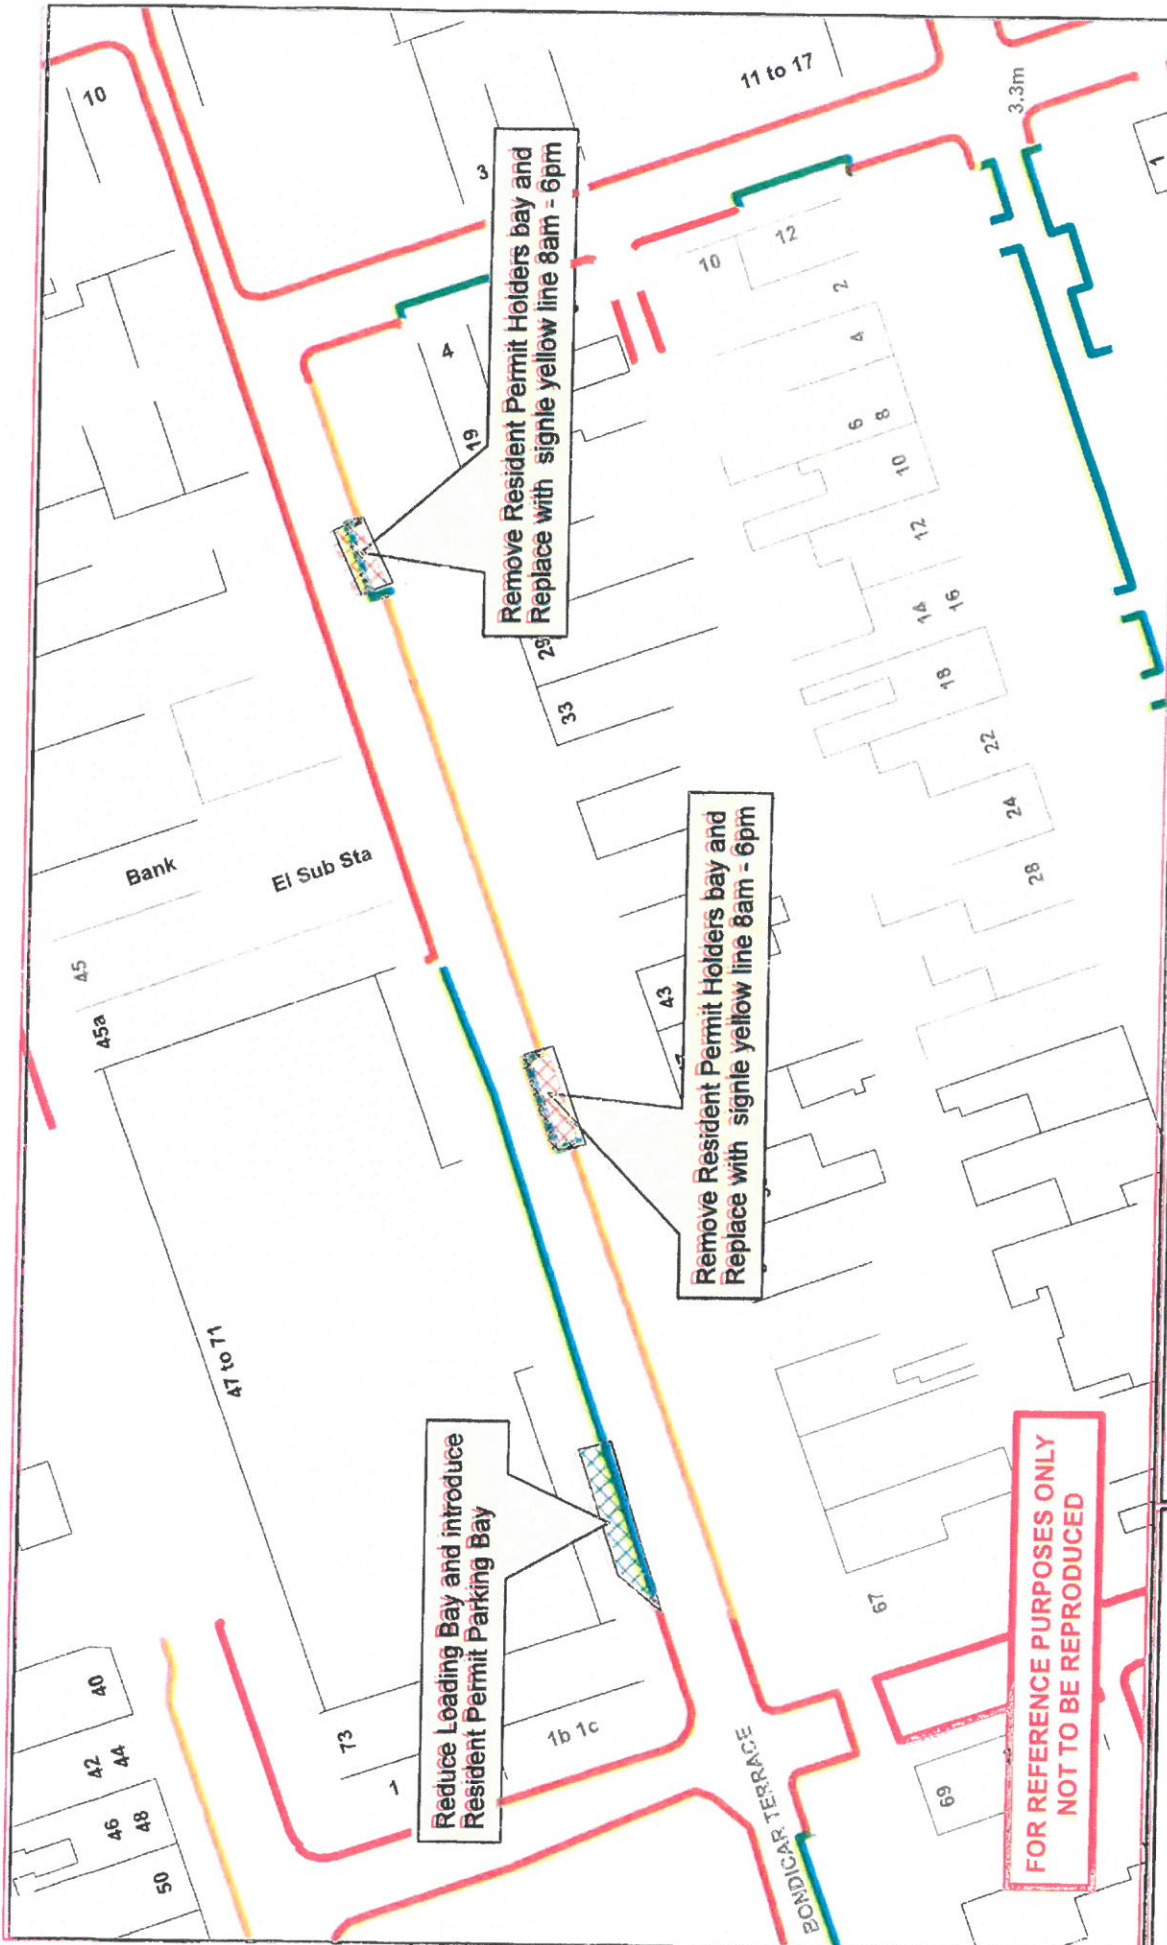 10
11 to 17
3.3m
3
1
Remove Resident Permit Holders bay and
Replace with signle yellow line 8am - 6pm
4
19
10
12
2
4
6
8
10
12
14
16
18
22
24
28
29
33
Bank
El Sub Sta
45
45a
43
Remove Resident Permit Holders bay and
Replace with signle yellow line 8am - 6pm
47 to 71
Reduce Loading Bay and introduce
Resident Permit Parking Bay
40
42
44
46
48
50
73
1
1b 1c
BONDICAR TERRACE
67
69
FOR REFERENCE PURPOSES ONLY
NOT TO BE REPRODUCED